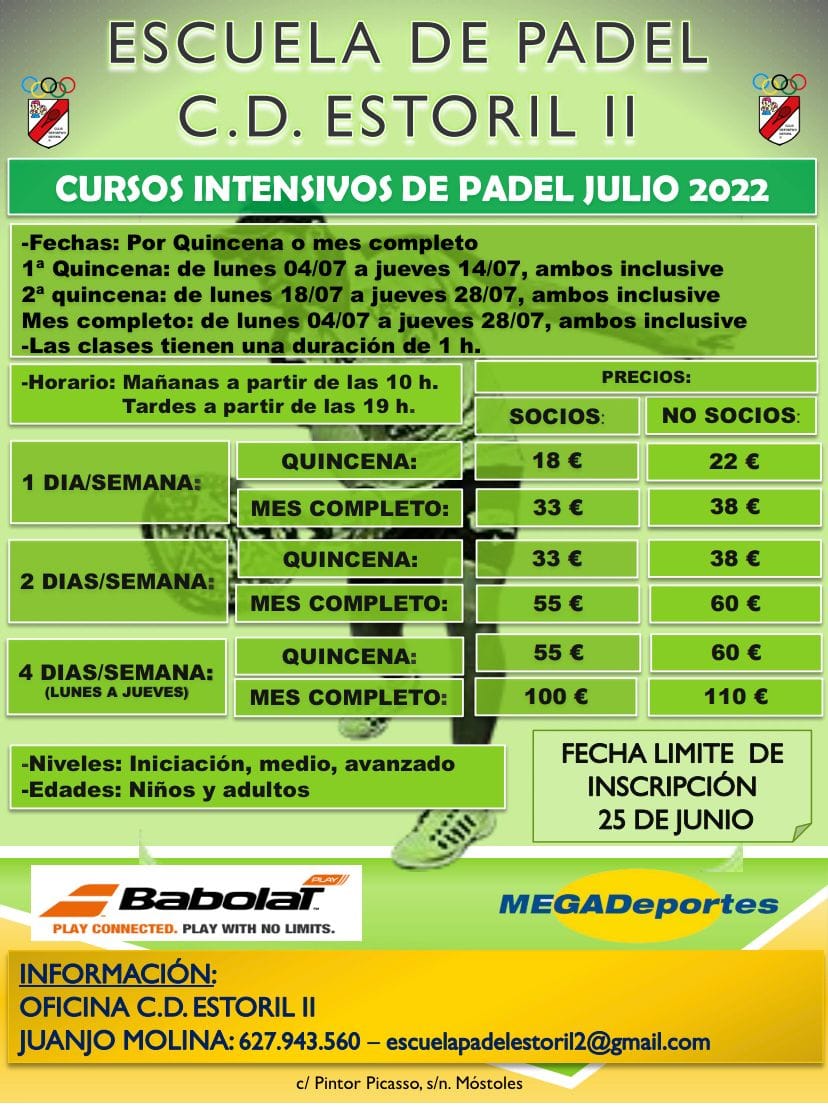 ESCUELA DE PADEL
C.D. ESTORIL II
CURSOS INTENSIVOS DE PADEL JULIO 2022
-Fechas: Por Quincena o mes completo
1ª Quincena: de lunes 04/07 a jueves 14/07, ambos inclusive
2ª quincena: de lunes 18/07 a jueves 28/07, ambos inclusive
Mes completo: de lunes 04/07 a jueves 28/07, ambos inclusive
-Las clases tienen una duración de 1 h.
-Horario: Mañanas a partir de las 10 h.
Tardes a partir de las 19 h.
PRECIOS:
SOCIOS: NO SOCIOS:
1 DIA/SEMANA:
QUINCENA: 18 € 22 €
MES COMPLETO: 33 € 38 €
2 DIAS/SEMANA:
QUINCENA: 33 € 38 €
MES COMPLETO: 55 € 60 €
4 DIAS/SEMANA:
(LUNES A JUEVES)
QUINCENA: 55 € 60 €
MES COMPLETO: 100 € 110 €
-Niveles: Iniciación, medio, avanzado
-Edades: Niños y adultos
FECHA LIMITE DE
INSCRIPCIÓN
25 DE JUNIO
PLAY
BabolaT
PLAY CONNECTED. PLAY WITH NO LIMITS.
MEGADeportes
INFORMACIÓN:
OFICINA C.D. ESTORIL II
JUANJO MOLINA: 627.943.560 – escuelapadelestoril2@gmail.com
c/ Pintor Picasso, s/n. Móstoles